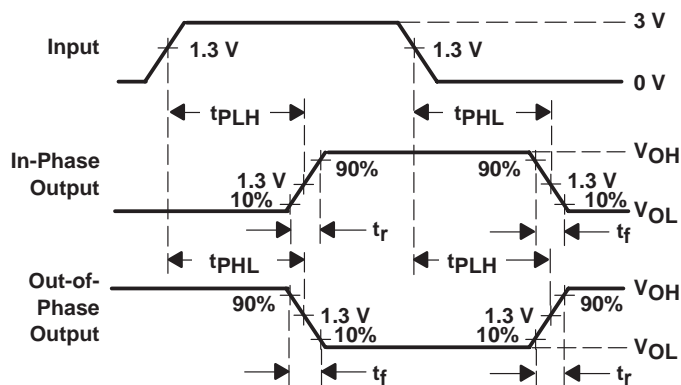 3 V
Input
1.3 V
1.3 V
0 V
tPLH
tPHL
In-Phase
Output
VOH
90%
90%
1.3 V
1.3 V
10%
10%
VOL
tr
tf
tPHL
tPLH
Out-of-
Phase
Output
VOH
90%
90%
1.3 V
1.3 V
10%
10%
VOL
tf
tr